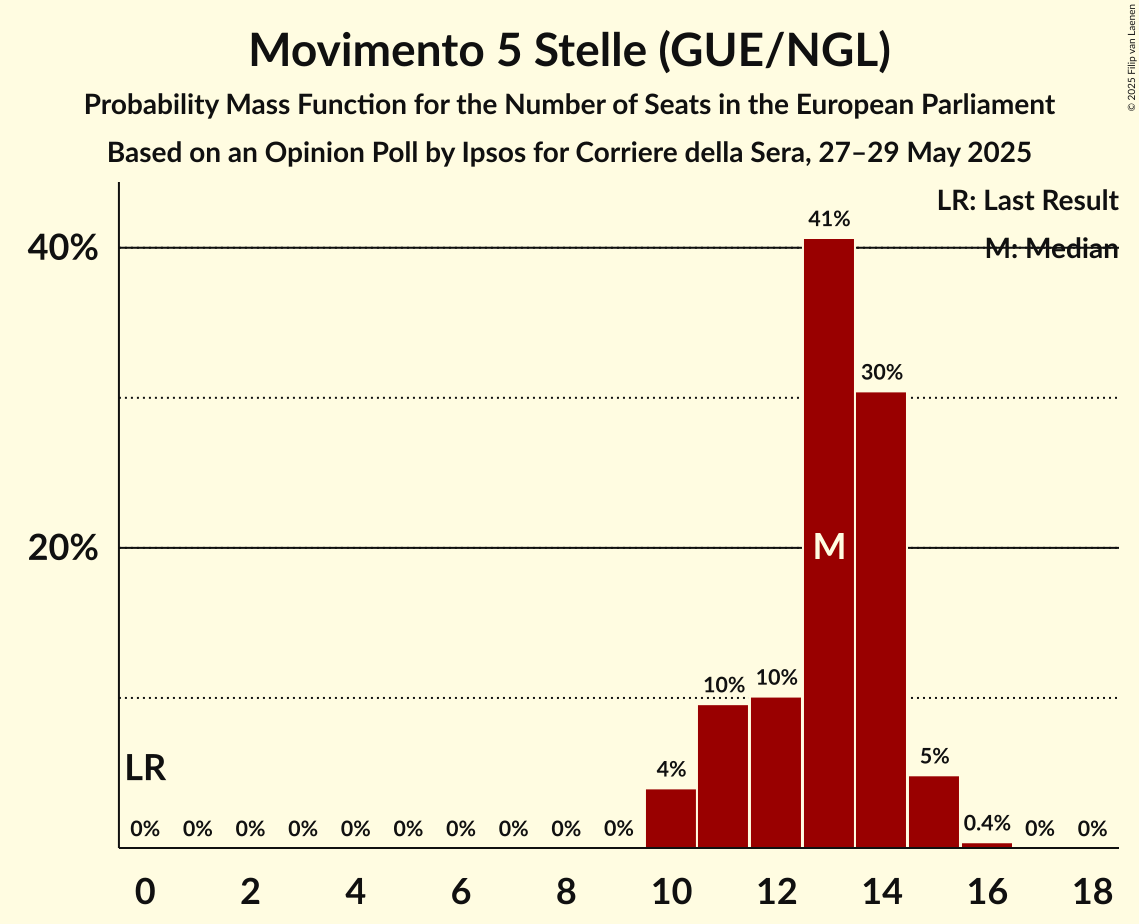 Movimento 5 Stelle (GUE/NGL)
Probability Mass Function for the Number of Seats in the European Parliament
Based on an Opinion Poll by Ipsos for Corriere della Sera, 27–29 May 2025
© 2025 Filip van Laenen
LR: Last Result
M: Median
40%
20%
41%
30%
M
10% 10%
4% 5%
LR
0% 0% 0% 0% 0% 0% 0% 0% 0% 0% 0.4% 0% 0%
0 2 4 6 8 10 12 14 16 18